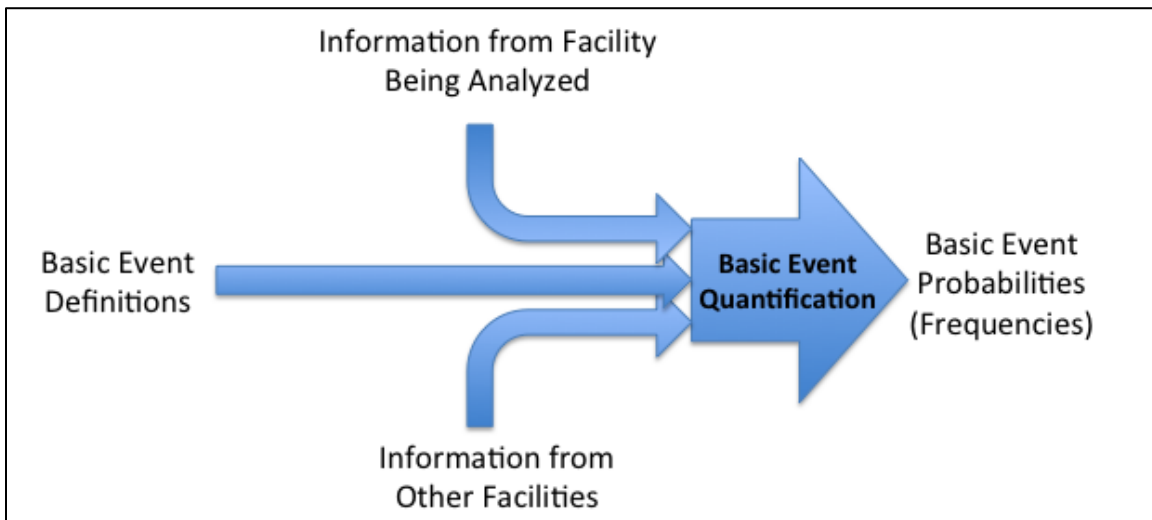 Information from Facility
Being Analyzed
Basic Event
Definitions
Basic Event
Quantification
Basic Event
Probabilities
(Frequencies)
Information from
Other Facilities